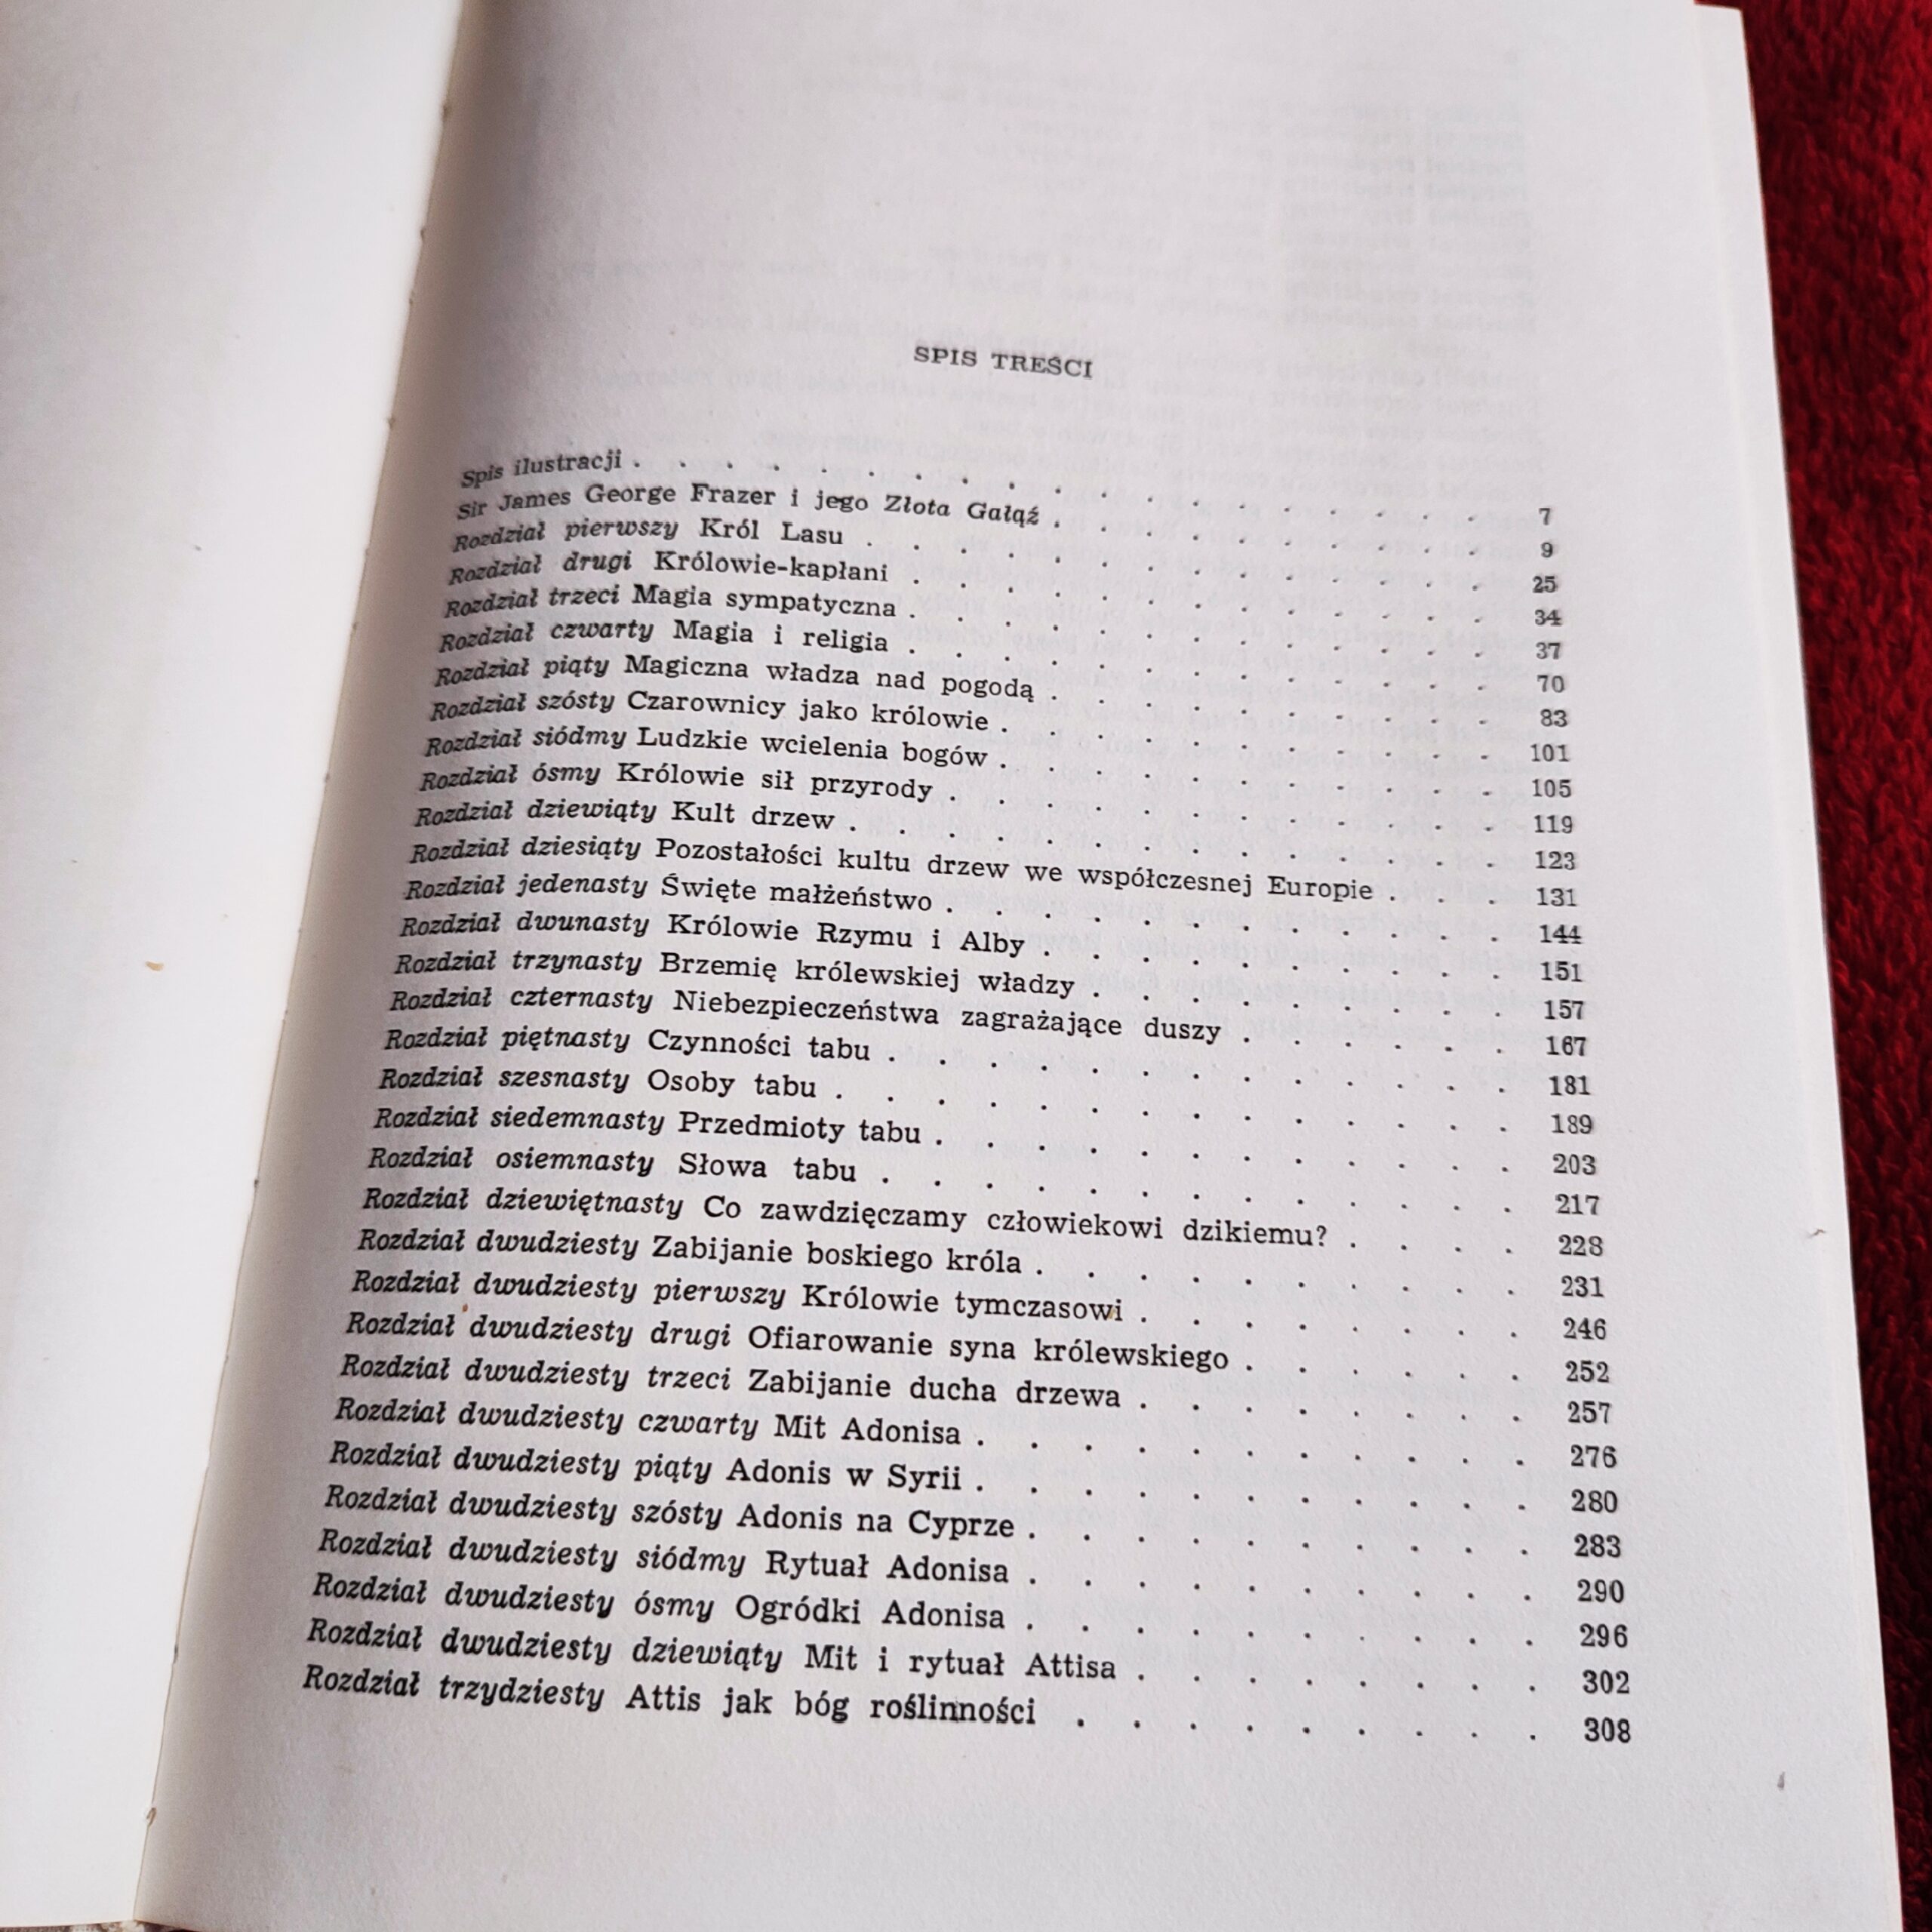 SPIS TREŚCI
Spis ilustracji . . . . . . . . . . . . . . . . . . . 7
Sir James George Frazer i jego Złota Gałąź . . . . . . . . . . 9
Rozdział pierwszy Król Lasu . . . . . . . . . . . . . . 25
Rozdział drugi Królowie-kapłani . . . . . . . . . . . . . 34
Rozdział trzeci Magia sympatyczna . . . . . . . . . . . . . 37
Rozdział czwarty Magia i religia . . . . . . . . . . . . . 70
Rozdział piąty Magiczna władza nad pogodą . . . . . . . . . . 83
Rozdział szósty Czarownicy jako królowie . . . . . . . . . . . 101
Rozdział siódmy Ludzkie wcielenia bogów . . . . . . . . . . . 105
Rozdział ósmy Królowie sił przyrody . . . . . . . . . . . . 119
Rozdział dziewiąty Kult drzew . . . . . . . . . . . . . . 123
Rozdział dziesiąty Pozostałości kultu drzew we współczesnej Europie . . . 131
Rozdział jedenasty Święte małżeństwo . . . . . . . . . . . . 144
Rozdział dwunasty Królowie Rzymu i Alby . . . . . . . . . . 151
Rozdział trzynasty Brzemię królewskiej władzy . . . . . . . . . 157
Rozdział czternasty Niebezpieczeństwa zagrażające duszy . . . . . . 167
Rozdział piętnasty Czynności tabu . . . . . . . . . . . . . 181
Rozdział szesnasty Osoby tabu . . . . . . . . . . . . . . 189
Rozdział siedemnasty Przedmioty tabu . . . . . . . . . . . . 203
Rozdział osiemnasty Słowa tabu . . . . . . . . . . . . . 217
Rozdział dziewiętnasty Co zawdzięczamy człowiekowi dzikiemu? . . . . 228
Rozdział dwudziesty Zabijanie boskiego króla . . . . . . . . . . 231
Rozdział dwudziesty pierwszy Królowie tymczasowi . . . . . . . . 246
Rozdział dwudziesty drugi Ofiarowanie syna królewskiego . . . . . . 252
Rozdział dwudziesty trzeci Zabijanie ducha drzewa . . . . . . . . 257
Rozdział dwudziesty czwarty Mit Adonisa . . . . . . . . . . . 276
Rozdział dwudziesty piąty Adonis w Syrii . . . . . . . . . . . 280
Rozdział dwudziesty szósty Adonis na Cyprze . . . . . . . . . . 283
Rozdział dwudziesty siódmy Rytuał Adonisa . . . . . . . . . . 290
Rozdział dwudziesty ósmy Ogródki Adonisa . . . . . . . . . . 296
Rozdział dwudziesty dziewiąty Mit i rytuał Attisa . . . . . . . . 302
Rozdział trzydziesty Attis jak bóg roślinności . . . . . . . . . 308